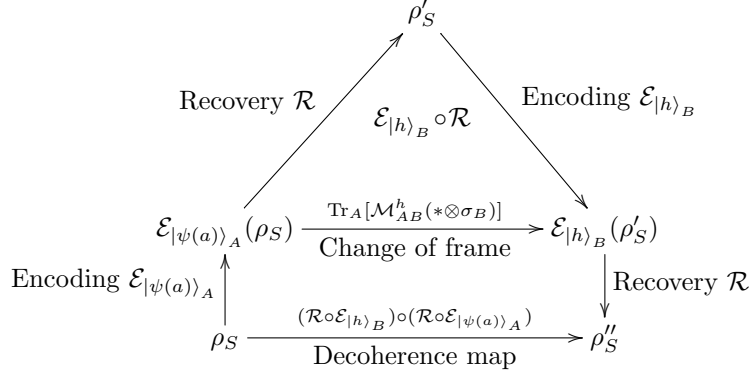 ρ′_S
Recovery ℛ
Encoding ℰ_{|h⟩_B}
ℰ_{|h⟩_B} ∘ ℛ
ℰ_{|ψ(a)⟩_A}(ρ_S)
Tr_A[ℳ^h_{AB}(∗⊗σ_B)]
Change of frame
ℰ_{|h⟩_B}(ρ′_S)
Encoding ℰ_{|ψ(a)⟩_A}
Recovery ℛ
ρ_S
(ℛ∘ℰ_{|h⟩_B})∘(ℛ∘ℰ_{|ψ(a)⟩_A})
Decoherence map
ρ″_S